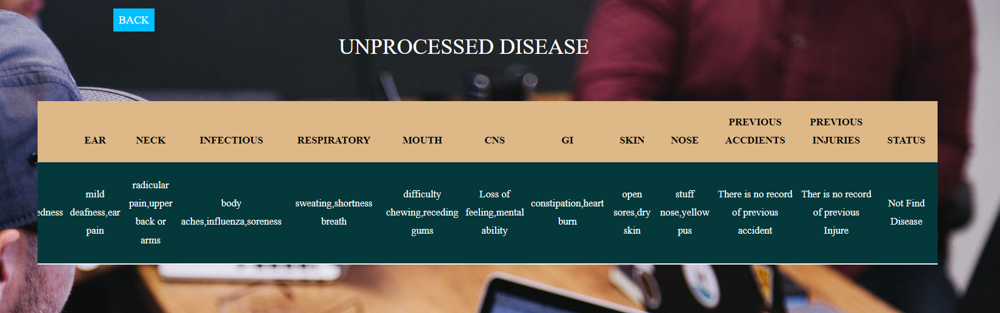 BACK
UNPROCESSED DISEASE
PREVIOUS PREVIOUS
EAR NECK INFECTIOUS RESPIRATORY MOUTH CNS GI SKIN NOSE ACCDIENTS INJURIES STATUS
radicular
mild pain,upper difficulty Loss of open stuff There is no record Ther is no record
edness deafness,ear back or body sweating,shortness chewing,receding feeling,mental constipation,heart sores,dry nose,yellow of previous of previous Not Find
pain arms aches,influenza,soreness breath gums ability burn skin pus accident Injure Disease